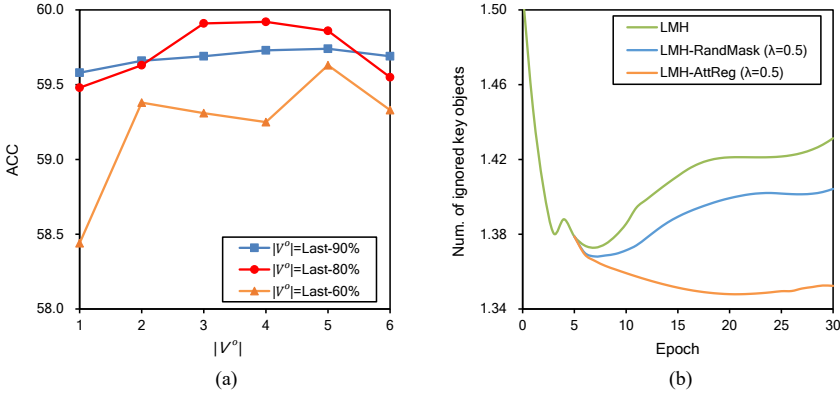 60.0
59.5
59.0
58.5
58.0
ACC
|V°|=Last-90%
|V°|=Last-80%
|V°|=Last-60%
1 2 3 4 5 6
|V°|
(a)
1.50
1.46
1.42
1.38
1.34
Num. of ignored key objects
LMH
LMH-RandMask (λ=0.5)
LMH-AttReg (λ=0.5)
0 5 10 15 20 25 30
Epoch
(b)